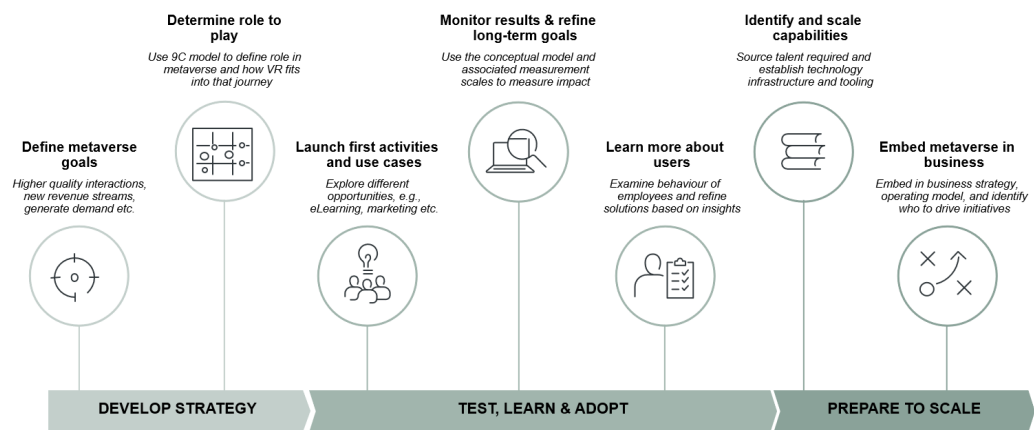 Define metaverse
goals
Higher quality interactions,
new revenue streams,
generate demand etc.
Determine role to
play
Use 9C model to define role in
metaverse and how VR fits
into that journey
Launch first activities
and use cases
Explore different
opportunities, e.g.,
eLearning, marketing etc.
Monitor results & refine
long-term goals
Use the conceptual model and
associated measurement
scales to measure impact
Learn more about
users
Examine behaviour of
employees and refine
solutions based on insights
Identify and scale
capabilities
Source talent required and
establish technology
infrastructure and tooling
Embed metaverse in
business
Embed in business strategy,
operating model, and identify
who to drive initiatives
DEVELOP STRATEGY
TEST, LEARN & ADOPT
PREPARE TO SCALE